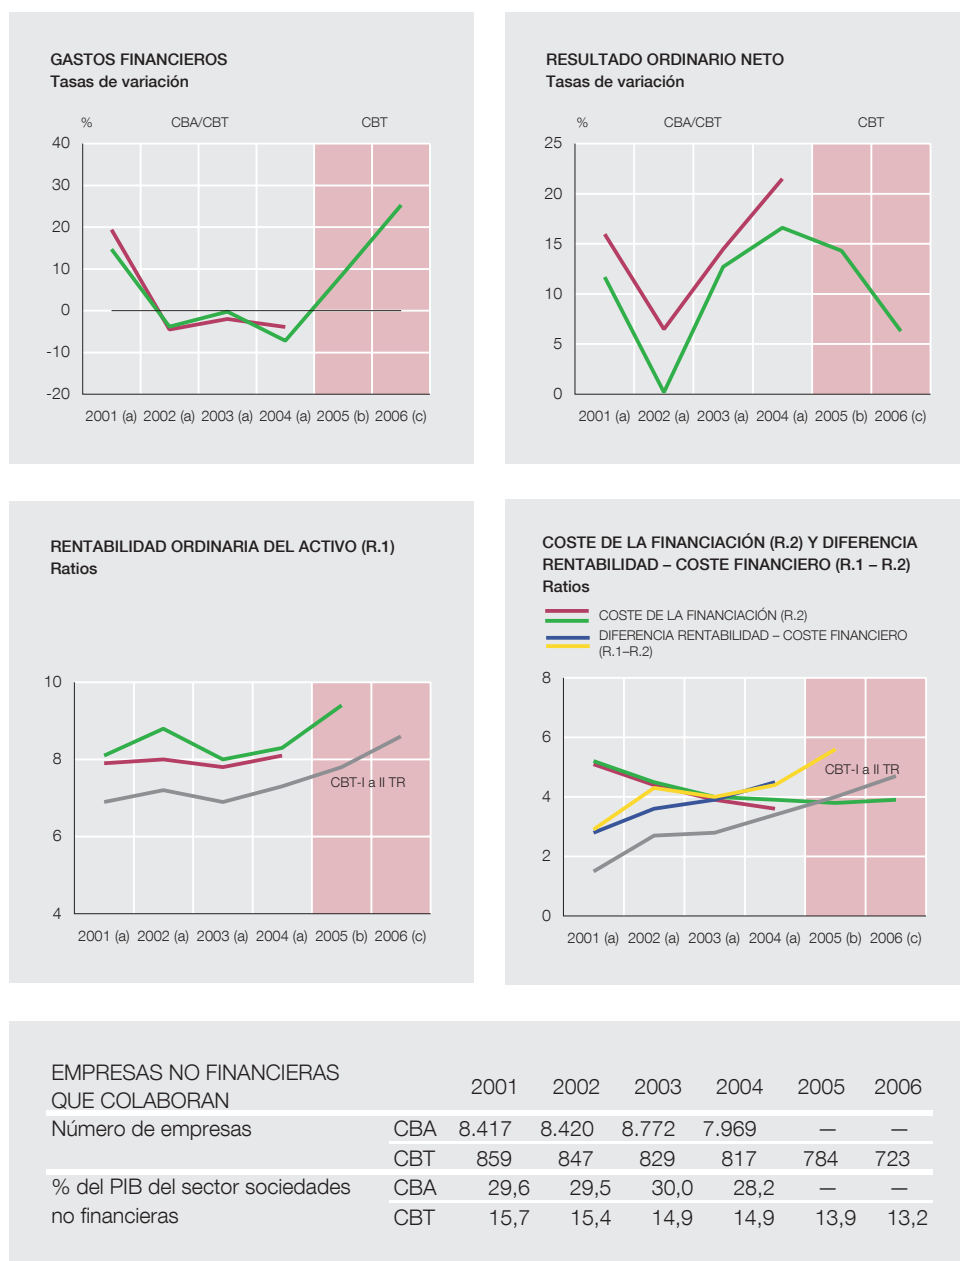 GASTOS FINANCIEROS
Tasas de variación
% CBA/CBT CBT
40
30
20
10
0
-10
-20
2001 (a) 2002 (a) 2003 (a) 2004 (a) 2005 (b) 2006 (c)
RESULTADO ORDINARIO NETO
Tasas de variación
% CBA/CBT CBT
25
20
15
10
5
0
2001 (a) 2002 (a) 2003 (a) 2004 (a) 2005 (b) 2006 (c)
RENTABILIDAD ORDINARIA DEL ACTIVO (R.1)
Ratios
10
8
6
4
CBT-I a II TR
2001 (a) 2002 (a) 2003 (a) 2004 (a) 2005 (b) 2006 (c)
COSTE DE LA FINANCIACIÓN (R.2) Y DIFERENCIA
RENTABILIDAD – COSTE FINANCIERO (R.1 – R.2)
Ratios
COSTE DE LA FINANCIACIÓN (R.2)
DIFERENCIA RENTABILIDAD – COSTE FINANCIERO
(R.1–R.2)
8
6
4
2
0
CBT-I a II TR
2001 (a) 2002 (a) 2003 (a) 2004 (a) 2005 (b) 2006 (c)
EMPRESAS NO FINANCIERAS
QUE COLABORAN 2001 2002 2003 2004 2005 2006
Número de empresas CBA 8.417 8.420 8.772 7.969 — —
CBT 859 847 829 817 784 723
% del PIB del sector sociedades CBA 29,6 29,5 30,0 28,2 — —
no financieras CBT 15,7 15,4 14,9 14,9 13,9 13,2